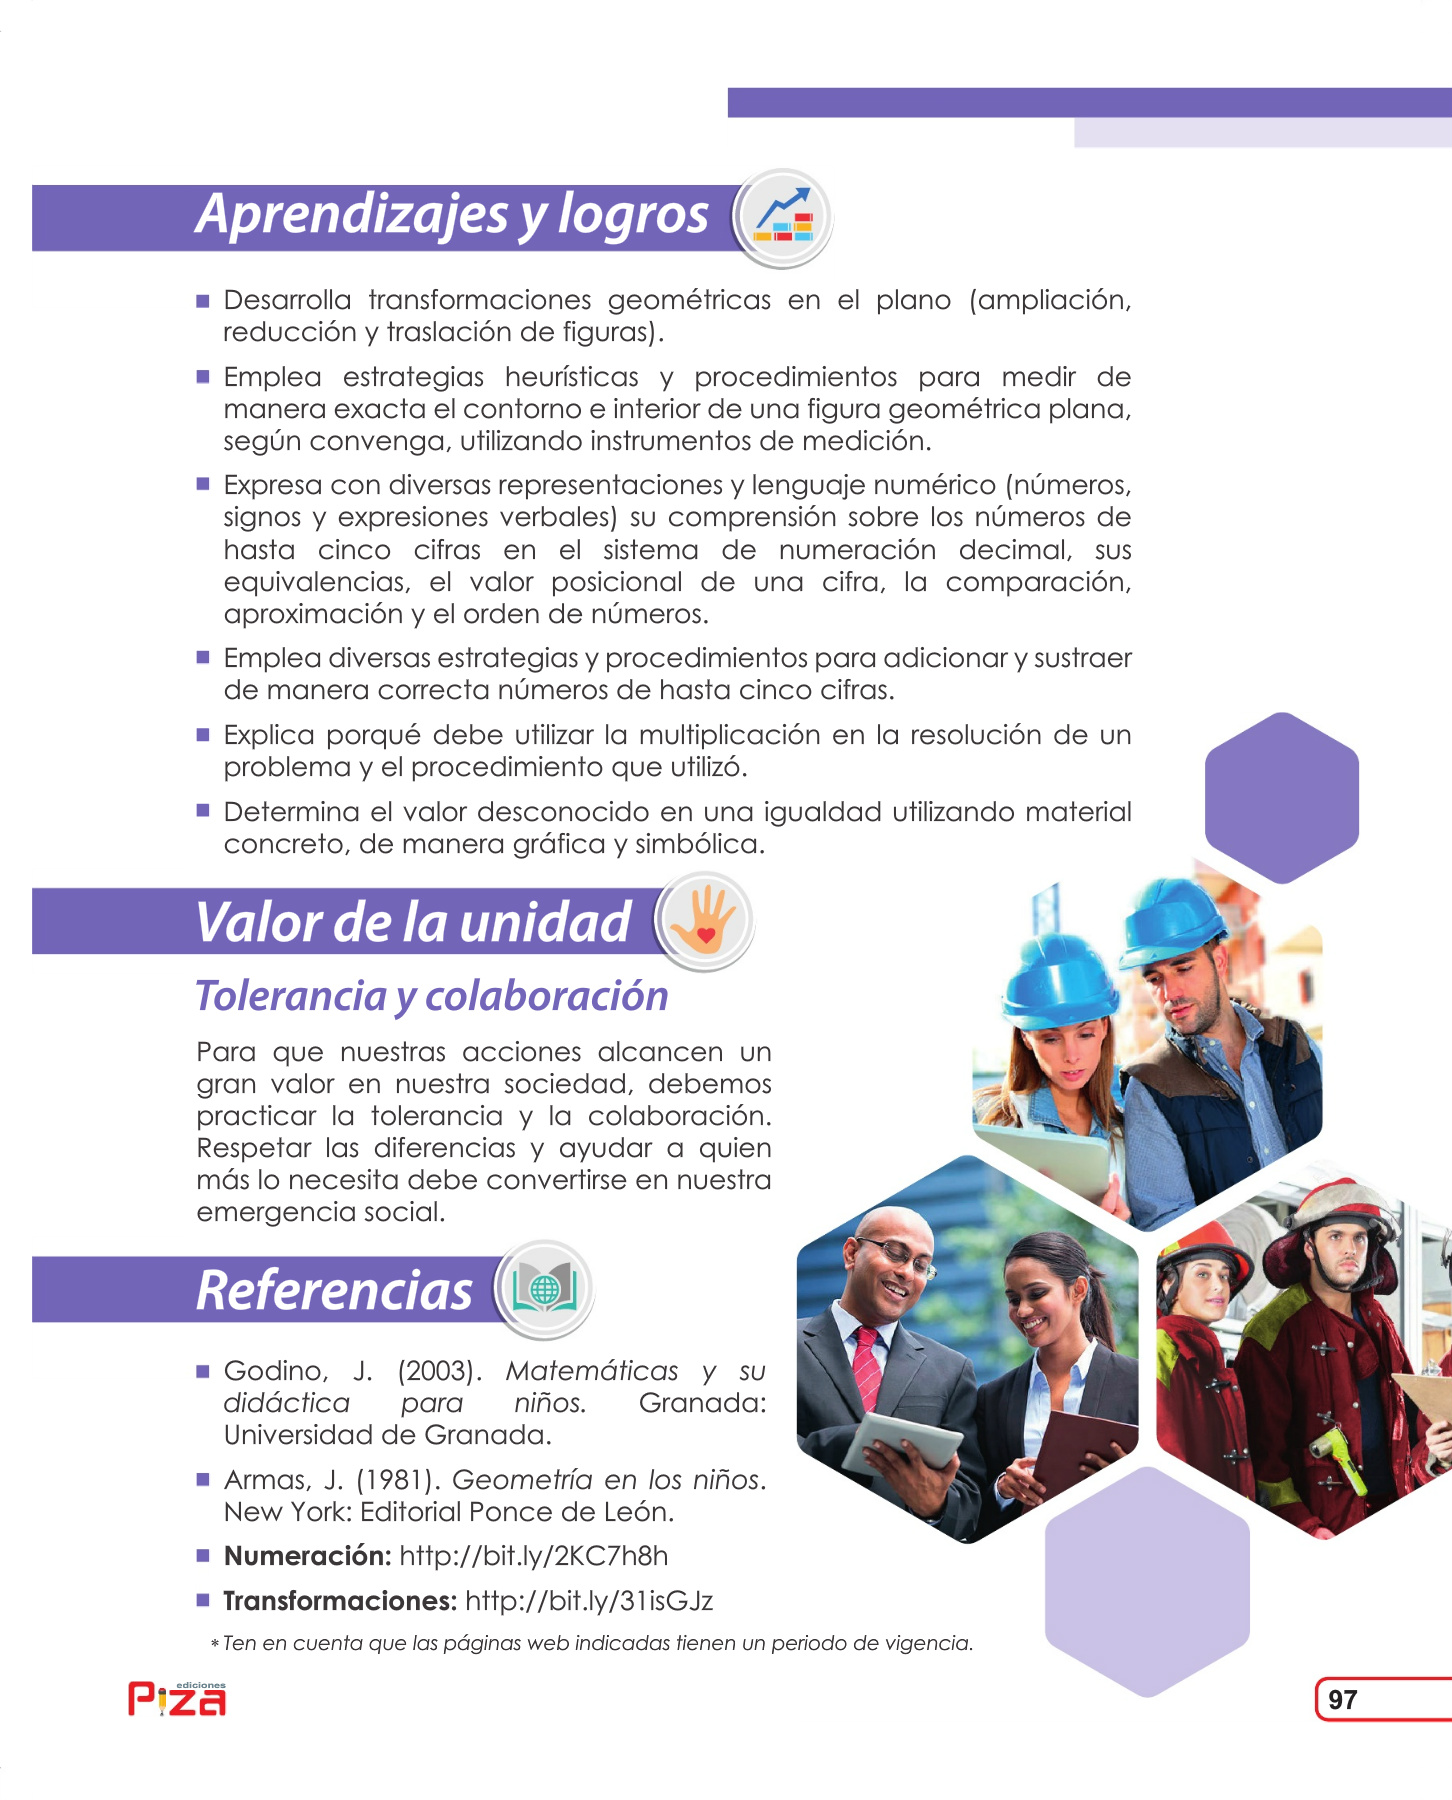 Aprendizajes y logros
Desarrolla transformaciones geométricas en el plano (ampliación,
reducción y traslación de figuras).
Emplea estrategias heurísticas y procedimientos para medir de
manera exacta el contorno e interior de una figura geométrica plana,
según convenga, utilizando instrumentos de medición.
Expresa con diversas representaciones y lenguaje numérico (números,
signos y expresiones verbales) su comprensión sobre los números de
hasta cinco cifras en el sistema de numeración decimal, sus
equivalencias, el valor posicional de una cifra, la comparación,
aproximación y el orden de números.
Emplea diversas estrategias y procedimientos para adicionar y sustraer
de manera correcta números de hasta cinco cifras.
Explica porqué debe utilizar la multiplicación en la resolución de un
problema y el procedimiento que utilizó.
Determina el valor desconocido en una igualdad utilizando material
concreto, de manera gráfica y simbólica.
Valor de la unidad
Tolerancia y colaboración
Para que nuestras acciones alcancen un
gran valor en nuestra sociedad, debemos
practicar la tolerancia y la colaboración.
Respetar las diferencias y ayudar a quien
más lo necesita debe convertirse en nuestra
emergencia social.
Referencias
Godino, J. (2003). Matemáticas y su
didáctica para niños. Granada:
Universidad de Granada.
Armas, J. (1981). Geometría en los niños.
New York: Editorial Ponce de León.
Numeración: http://bit.ly/2KC7h8h
Transformaciones: http://bit.ly/31isGJz
* Ten en cuenta que las páginas web indicadas tienen un periodo de vigencia.
ediciones
Piza
97